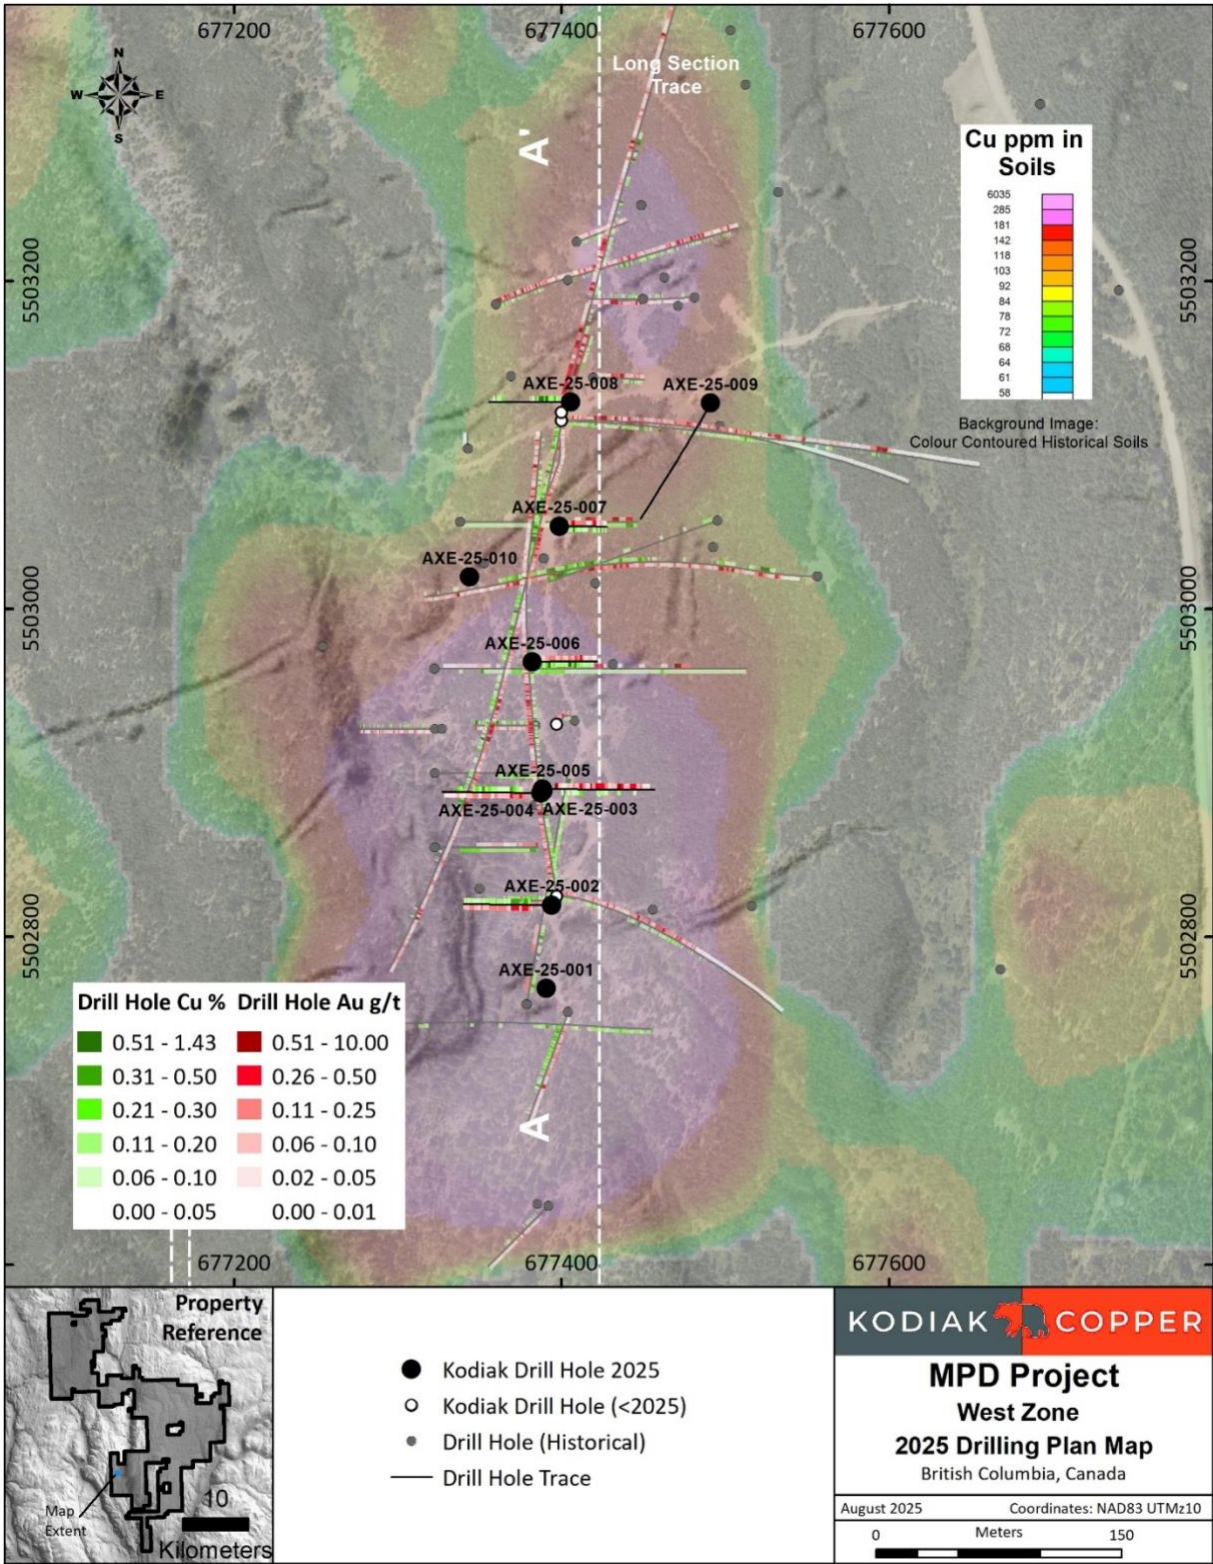 677200
677400
677600
N
W
E
S
Long Section
Trace
A'
Cu ppm in
Soils
6035
285
181
142
118
103
92
84
78
72
68
64
61
58
Background Image:
Colour Contoured Historical Soils
5503200
5503200
AXE-25-008
AXE-25-009
AXE-25-007
AXE-25-010
5503000
5503000
AXE-25-006
AXE-25-005
AXE-25-004
AXE-25-003
AXE-25-002
5502800
5502800
AXE-25-001
A
Drill Hole Cu %
Drill Hole Au g/t
0.51 - 1.43
0.51 - 10.00
0.31 - 0.50
0.26 - 0.50
0.21 - 0.30
0.11 - 0.25
0.11 - 0.20
0.06 - 0.10
0.06 - 0.10
0.02 - 0.05
0.00 - 0.05
0.00 - 0.01
677200
677400
677600
Property
Reference
Map
Extent
10
Kilometers
Kodiak Drill Hole 2025
Kodiak Drill Hole (<2025)
Drill Hole (Historical)
Drill Hole Trace
KODIAK COPPER
MPD Project
West Zone
2025 Drilling Plan Map
British Columbia, Canada
August 2025
Coordinates: NAD83 UTMz10
0
Meters
150